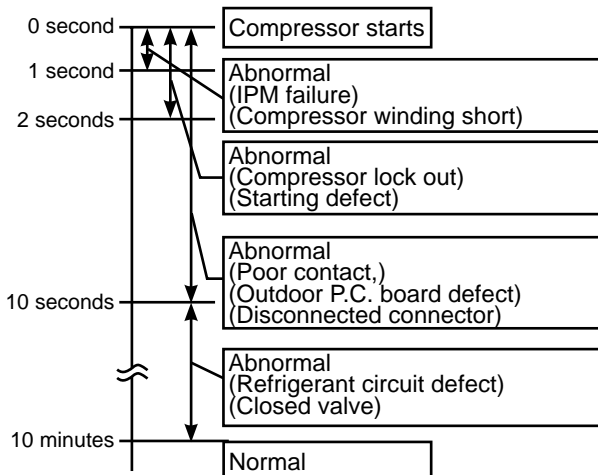 0 second
Compressor starts
1 second
Abnormal
(IPM failure)
(Compressor winding short)
2 seconds
Abnormal
(Compressor lock out)
(Starting defect)
Abnormal
(Poor contact,)
(Outdoor P.C. board defect)
(Disconnected connector)
10 seconds
Abnormal
(Refrigerant circuit defect)
(Closed valve)
10 minutes
Normal